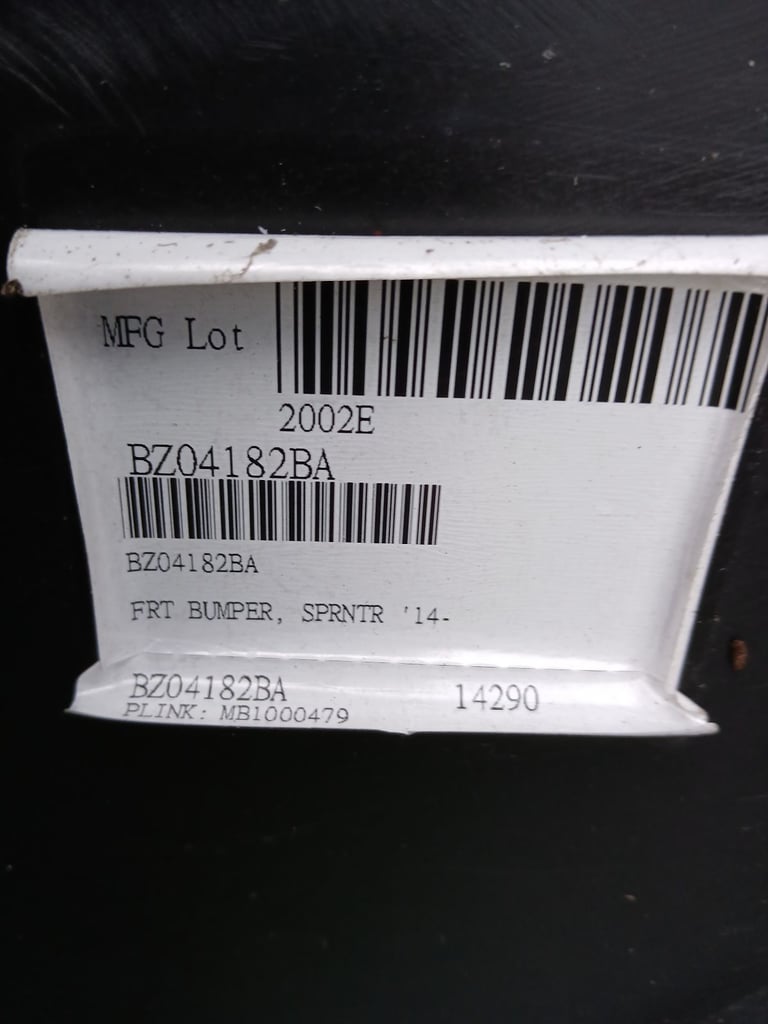 MFG Lot
2002E
BZ04182BA
BZ04182BA
FRT BUMPER, SPRNTR '14-
BZ04182BA 14290
PLINK: MB1000479